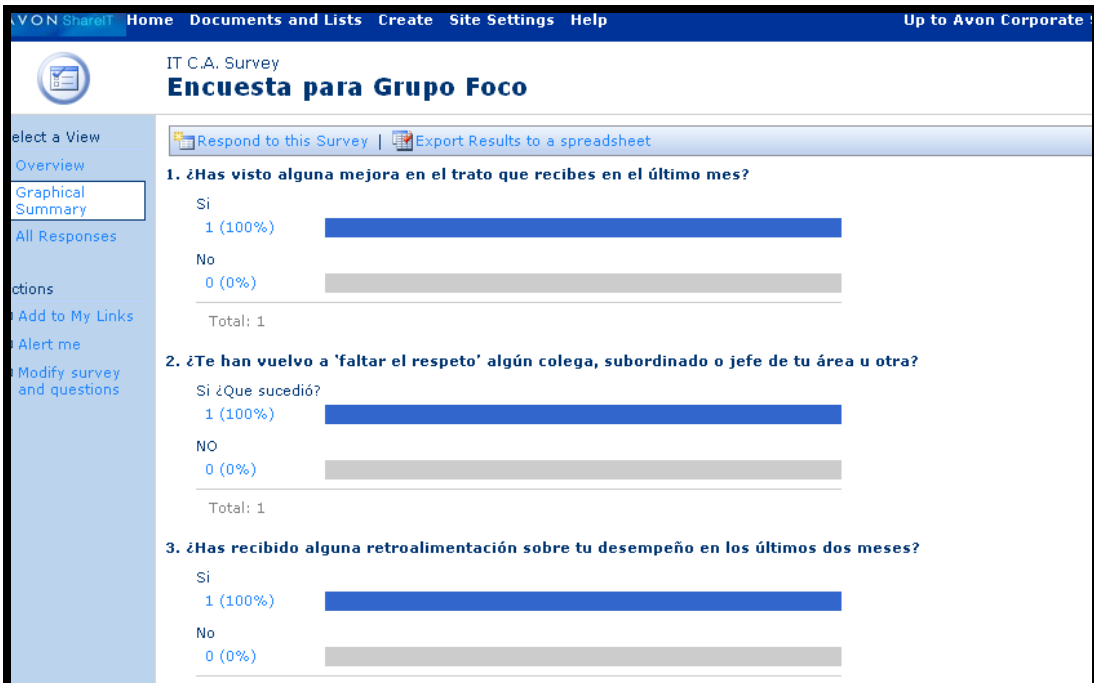 AVON ShareIT Home Documents and Lists Create Site Settings Help Up to Avon Corporate
IT C.A. Survey
Encuesta para Grupo Foco
elect a View
Overview
Graphical
Summary
All Responses
ctions
Add to My Links
Alert me
Modify survey
and questions
Respond to this Survey | Export Results to a spreadsheet
1. ¿Has visto alguna mejora en el trato que recibes en el último mes?
Si
1 (100%)
No
0 (0%)
Total: 1
2. ¿Te han vuelvo a 'faltar el respeto’ algún colega, subordinado o jefe de tu área u otra?
Si ¿Que sucedió?
1 (100%)
NO
0 (0%)
Total: 1
3. ¿Has recibido alguna retroalimentación sobre tu desempeño en los últimos dos meses?
Si
1 (100%)
No
0 (0%)